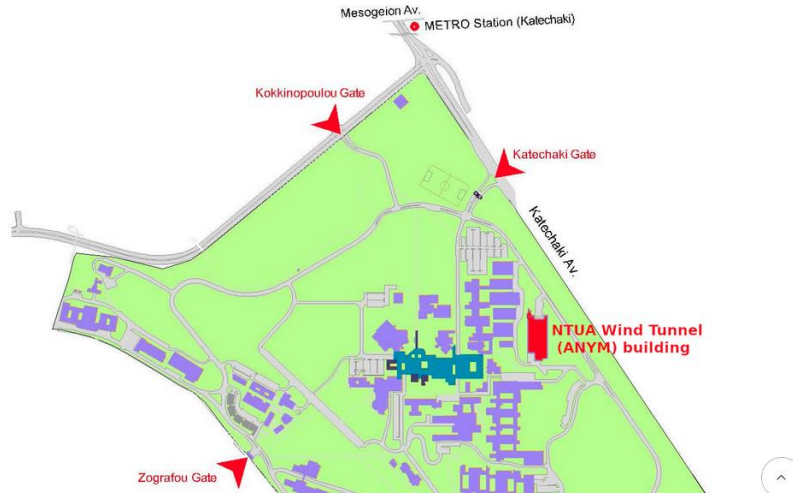 Mesogeion Av.
METRO Station (Katechaki)
Kokkinopoulou Gate
Katechaki Gate
Katechaki Av.
NTUA Wind Tunnel
(ANYM) building
Zografou Gate